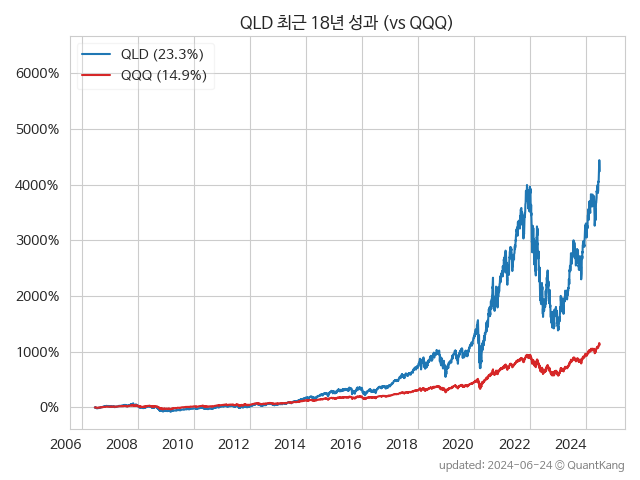 QLD 최근 18년 성과 (vs QQQ)
QLD (23.3%)
QQQ (14.9%)
6000%
5000%
4000%
3000%
2000%
1000%
0%
2006 2008 2010 2012 2014 2016 2018 2020 2022 2024
updated: 2024-06-24 © QuantKang